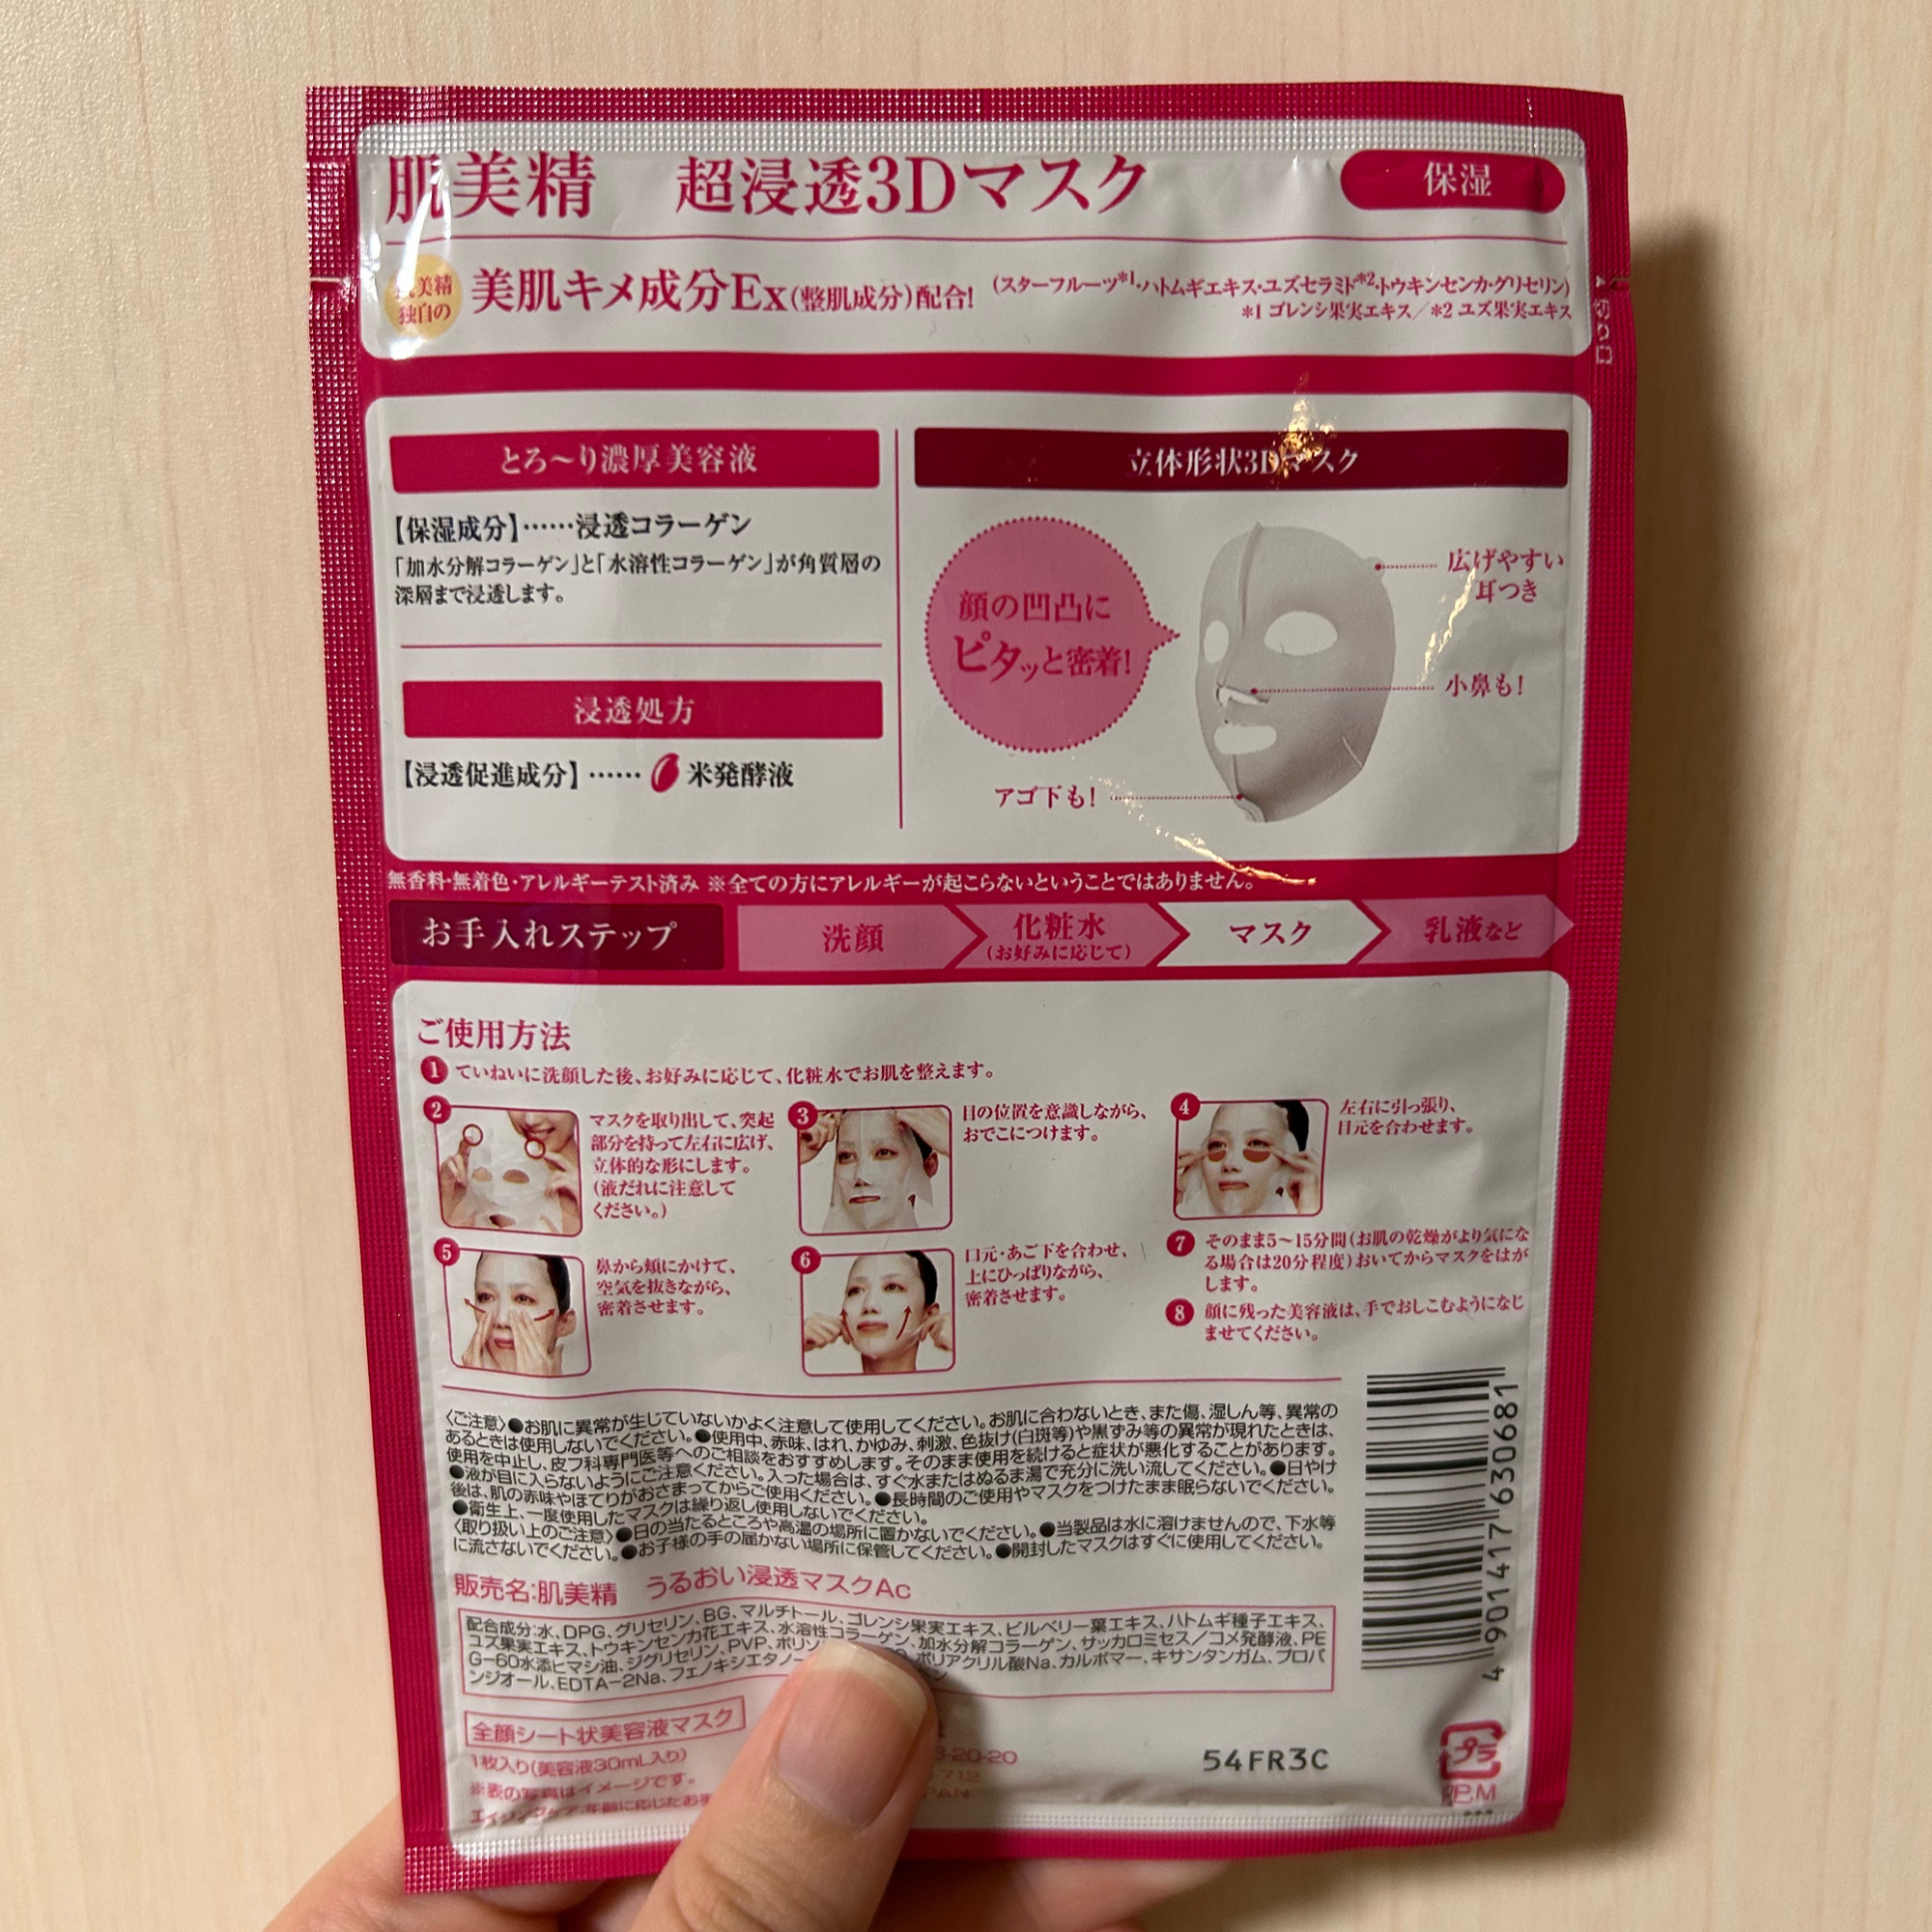 肌美精 超浸透3Dマスク 保湿
肌美精
独自の
美肌キメ成分Ex(整肌成分)配合!
(スターフルーツ*1・ハトムギエキス・ユズセラミド*2・トウキンセンカ・グリセリン)
*1 ゴレンシ果実エキス/*2 ユズ果実エキス
とろ〜り濃厚美容液
【保湿成分】……浸透コラーゲン
「加水分解コラーゲン」と「水溶性コラーゲン」が角質層の
深層まで浸透します。
浸透処方
【浸透促進成分】……米発酵液
立体形状3Dマスク
顔の凹凸に
ピタッと密着!
広げやすい
耳つき
小鼻も!
アゴ下も!
無香料・無着色・アレルギーテスト済み ※全ての方にアレルギーが起こらないということではありません。
お手入れステップ
洗顔
化粧水
(お好みに応じて)
マスク
乳液など
ご使用方法
1 ていねいに洗顔した後、お好みに応じて、化粧水でお肌を整えます。
2
マスクを取り出して、突起
部分を持って左右に広げ、
立体的な形にします。
(液だれに注意して
ください。)
3
目の位置を意識しながら、
おでこにつけます。
4
左右に引っ張り、
目元を合わせます。
5
鼻から頬にかけて、
空気を抜きながら、
密着させます。
6
口元・あご下を合わせ、
上にひっぱりながら、
密着させます。
7 そのまま5〜15分間(お肌の乾燥がより気にな
る場合は20分程度)おいてからマスクをはが
します。
8 顔に残った美容液は、手でおしこむようになじ
ませてください。
〈ご注意〉●お肌に異常が生じていないかよく注意して使用してください。お肌に合わないとき、また傷、湿しん等、異常の
あるときは使用しないでください。●使用中、赤味、はれ、かゆみ、刺激、色抜け(白斑等)や黒ずみ等の異常が現れたときは、
使用を中止し、皮フ科専門医等へのご相談をおすすめします。そのまま使用を続けると症状が悪化することがあります。
●液が目に入らないようにご注意ください。入った場合は、すぐ水またはぬるま湯で充分に洗い流してください。●日やけ
後は、肌の赤味やほてりがおさまってからご使用ください。●長時間のご使用やマスクをつけたまま眠らないでください。
●衛生上、一度使用したマスクは繰り返し使用しないでください。
〈取り扱い上のご注意〉●日の当たるところや高温の場所に置かないでください。●当製品は水に溶けませんので、下水等
に流さないでください。●お子様の手の届かない場所に保管してください。●開封したマスクはすぐに使用してください。
販売名:肌美精 うるおい浸透マスクAc
配合成分:水、DPG、グリセリン、BG、マルチトール、ゴレンシ果実エキス、ビルベリー葉エキス、ハトムギ種子エキス、
ユズ果実エキス、トウキンセンカ花エキス、水溶性コラーゲン、加水分解コラーゲン、サッカロミセス/コメ発酵液、PE
G-60水添ヒマシ油、ジグリセリン、PVP、ポリソ ポリアクリル酸Na、カルボマー、キサンタンガム、プロパ
ンジオール、EDTA-2Na、フェノキシエタノー
全顔シート状美容液マスク
1枚入り(美容液30mL入り)
※表の写真はイメージです。
3-20-20
712
PAN
54FR3C
プラ
PP,M
4 901417 630681